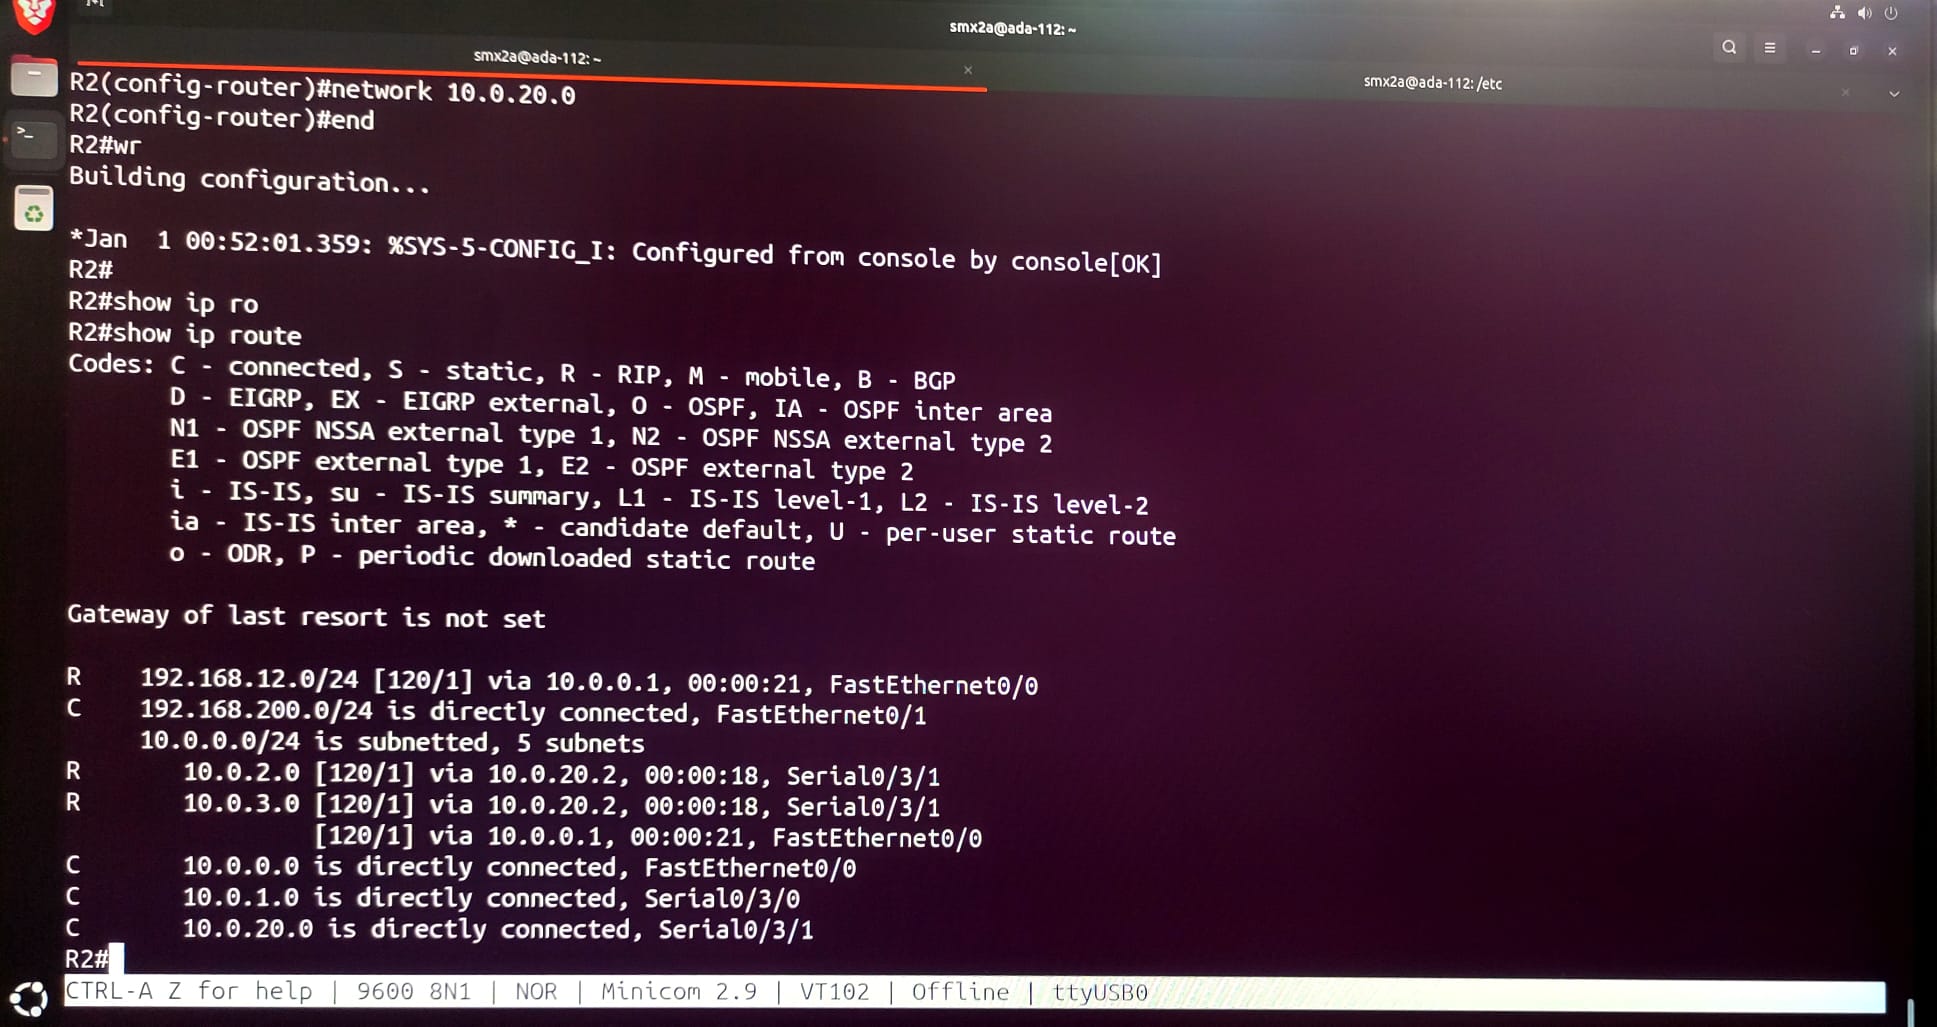 smx2a@ada-112: ~
smx2a@ada-112: ~
smx2a@ada-112: /etc
R2(config-router)#network 10.0.20.0
R2(config-router)#end
R2#wr
Building configuration...
*Jan  1 00:52:01.359: %SYS-5-CONFIG_I: Configured from console by console[OK]
R2#
R2#show ip ro
R2#show ip route
Codes: C - connected, S - static, R - RIP, M - mobile, B - BGP
D - EIGRP, EX - EIGRP external, O - OSPF, IA - OSPF inter area
N1 - OSPF NSSA external type 1, N2 - OSPF NSSA external type 2
E1 - OSPF external type 1, E2 - OSPF external type 2
i - IS-IS, su - IS-IS summary, L1 - IS-IS level-1, L2 - IS-IS level-2
ia - IS-IS inter area, * - candidate default, U - per-user static route
o - ODR, P - periodic downloaded static route
Gateway of last resort is not set
R    192.168.12.0/24 [120/1] via 10.0.0.1, 00:00:21, FastEthernet0/0
C    192.168.200.0/24 is directly connected, FastEthernet0/1
10.0.0.0/24 is subnetted, 5 subnets
R       10.0.2.0 [120/1] via 10.0.20.2, 00:00:18, Serial0/3/1
R       10.0.3.0 [120/1] via 10.0.20.2, 00:00:18, Serial0/3/1
[120/1] via 10.0.0.1, 00:00:21, FastEthernet0/0
C       10.0.0.0 is directly connected, FastEthernet0/0
C       10.0.1.0 is directly connected, Serial0/3/0
C       10.0.20.0 is directly connected, Serial0/3/1
R2#
CTRL-A Z for help | 9600 8N1 | NOR | Minicom 2.9 | VT102 | Offline | ttyUSB0